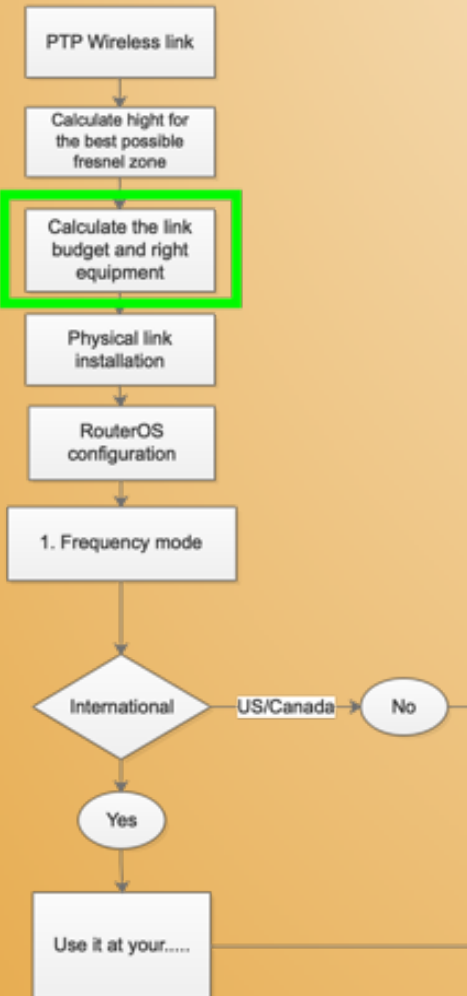 PTP Wireless link
Calculate hight for
the best possible
fresnel zone
Calculate the link
budget and right
equipment
Physical link
installation
RouterOS
configuration
1. Frequency mode
International
US/Canada
No
Yes
Use it at your.....